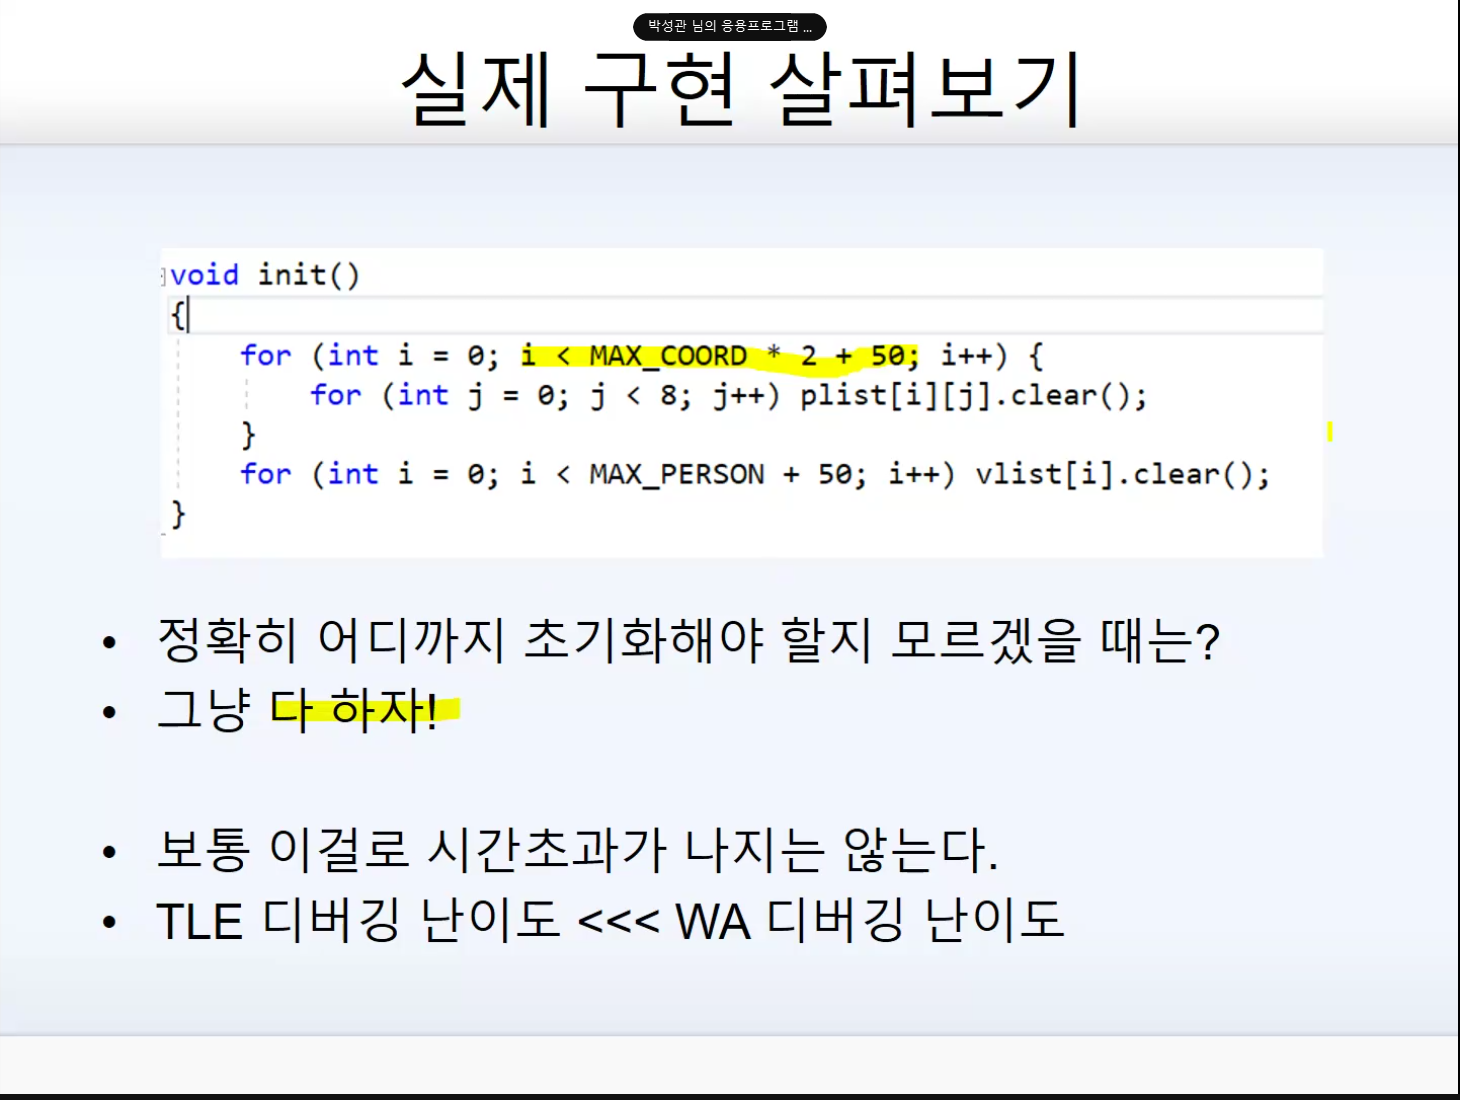 박성관 님의 응용프로그램 ...
실제 구현 살펴보기
void init()
{
for (int i = 0; i < MAX_COORD * 2 + 50; i++) {
for (int j = 0; j < 8; j++) plist[i][j].clear();
}
for (int i = 0; i < MAX_PERSON + 50; i++) vlist[i].clear();
}
• 정확히 어디까지 초기화해야 할지 모르겠을 때는?
• 그냥 다 하자!
• 보통 이걸로 시간초과가 나지는 않는다.
• TLE 디버깅 난이도 <<< WA 디버깅 난이도